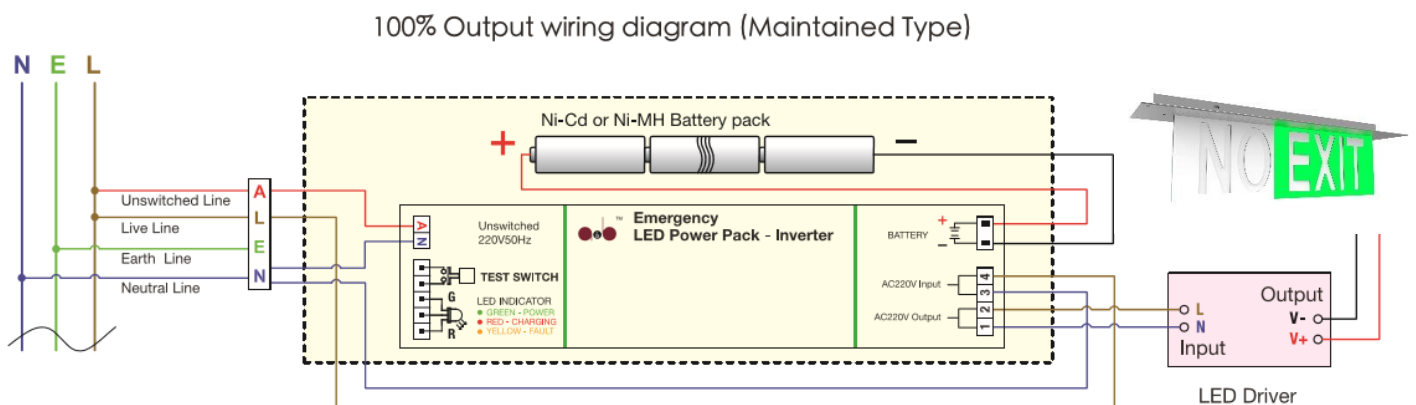 100% Output wiring diagram (Maintained Type)
N E L
Ni-Cd or Ni-MH Battery pack
+ −
NO EXIT
Unswitched Line
Live Line
Earth Line
Neutral Line
A
L
E
N
A
N
Unswitched
220V50Hz
TEST SWITCH
G
LED INDICATOR
GREEN - POWER
RED - CHARGING
YELLOW - FAULT
R
™
Emergency
LED Power Pack - Inverter
BATTERY
+
−
AC220V Input
AC220V Output
4
3
2
1
L
N
Input
Output
V-
V+
LED Driver